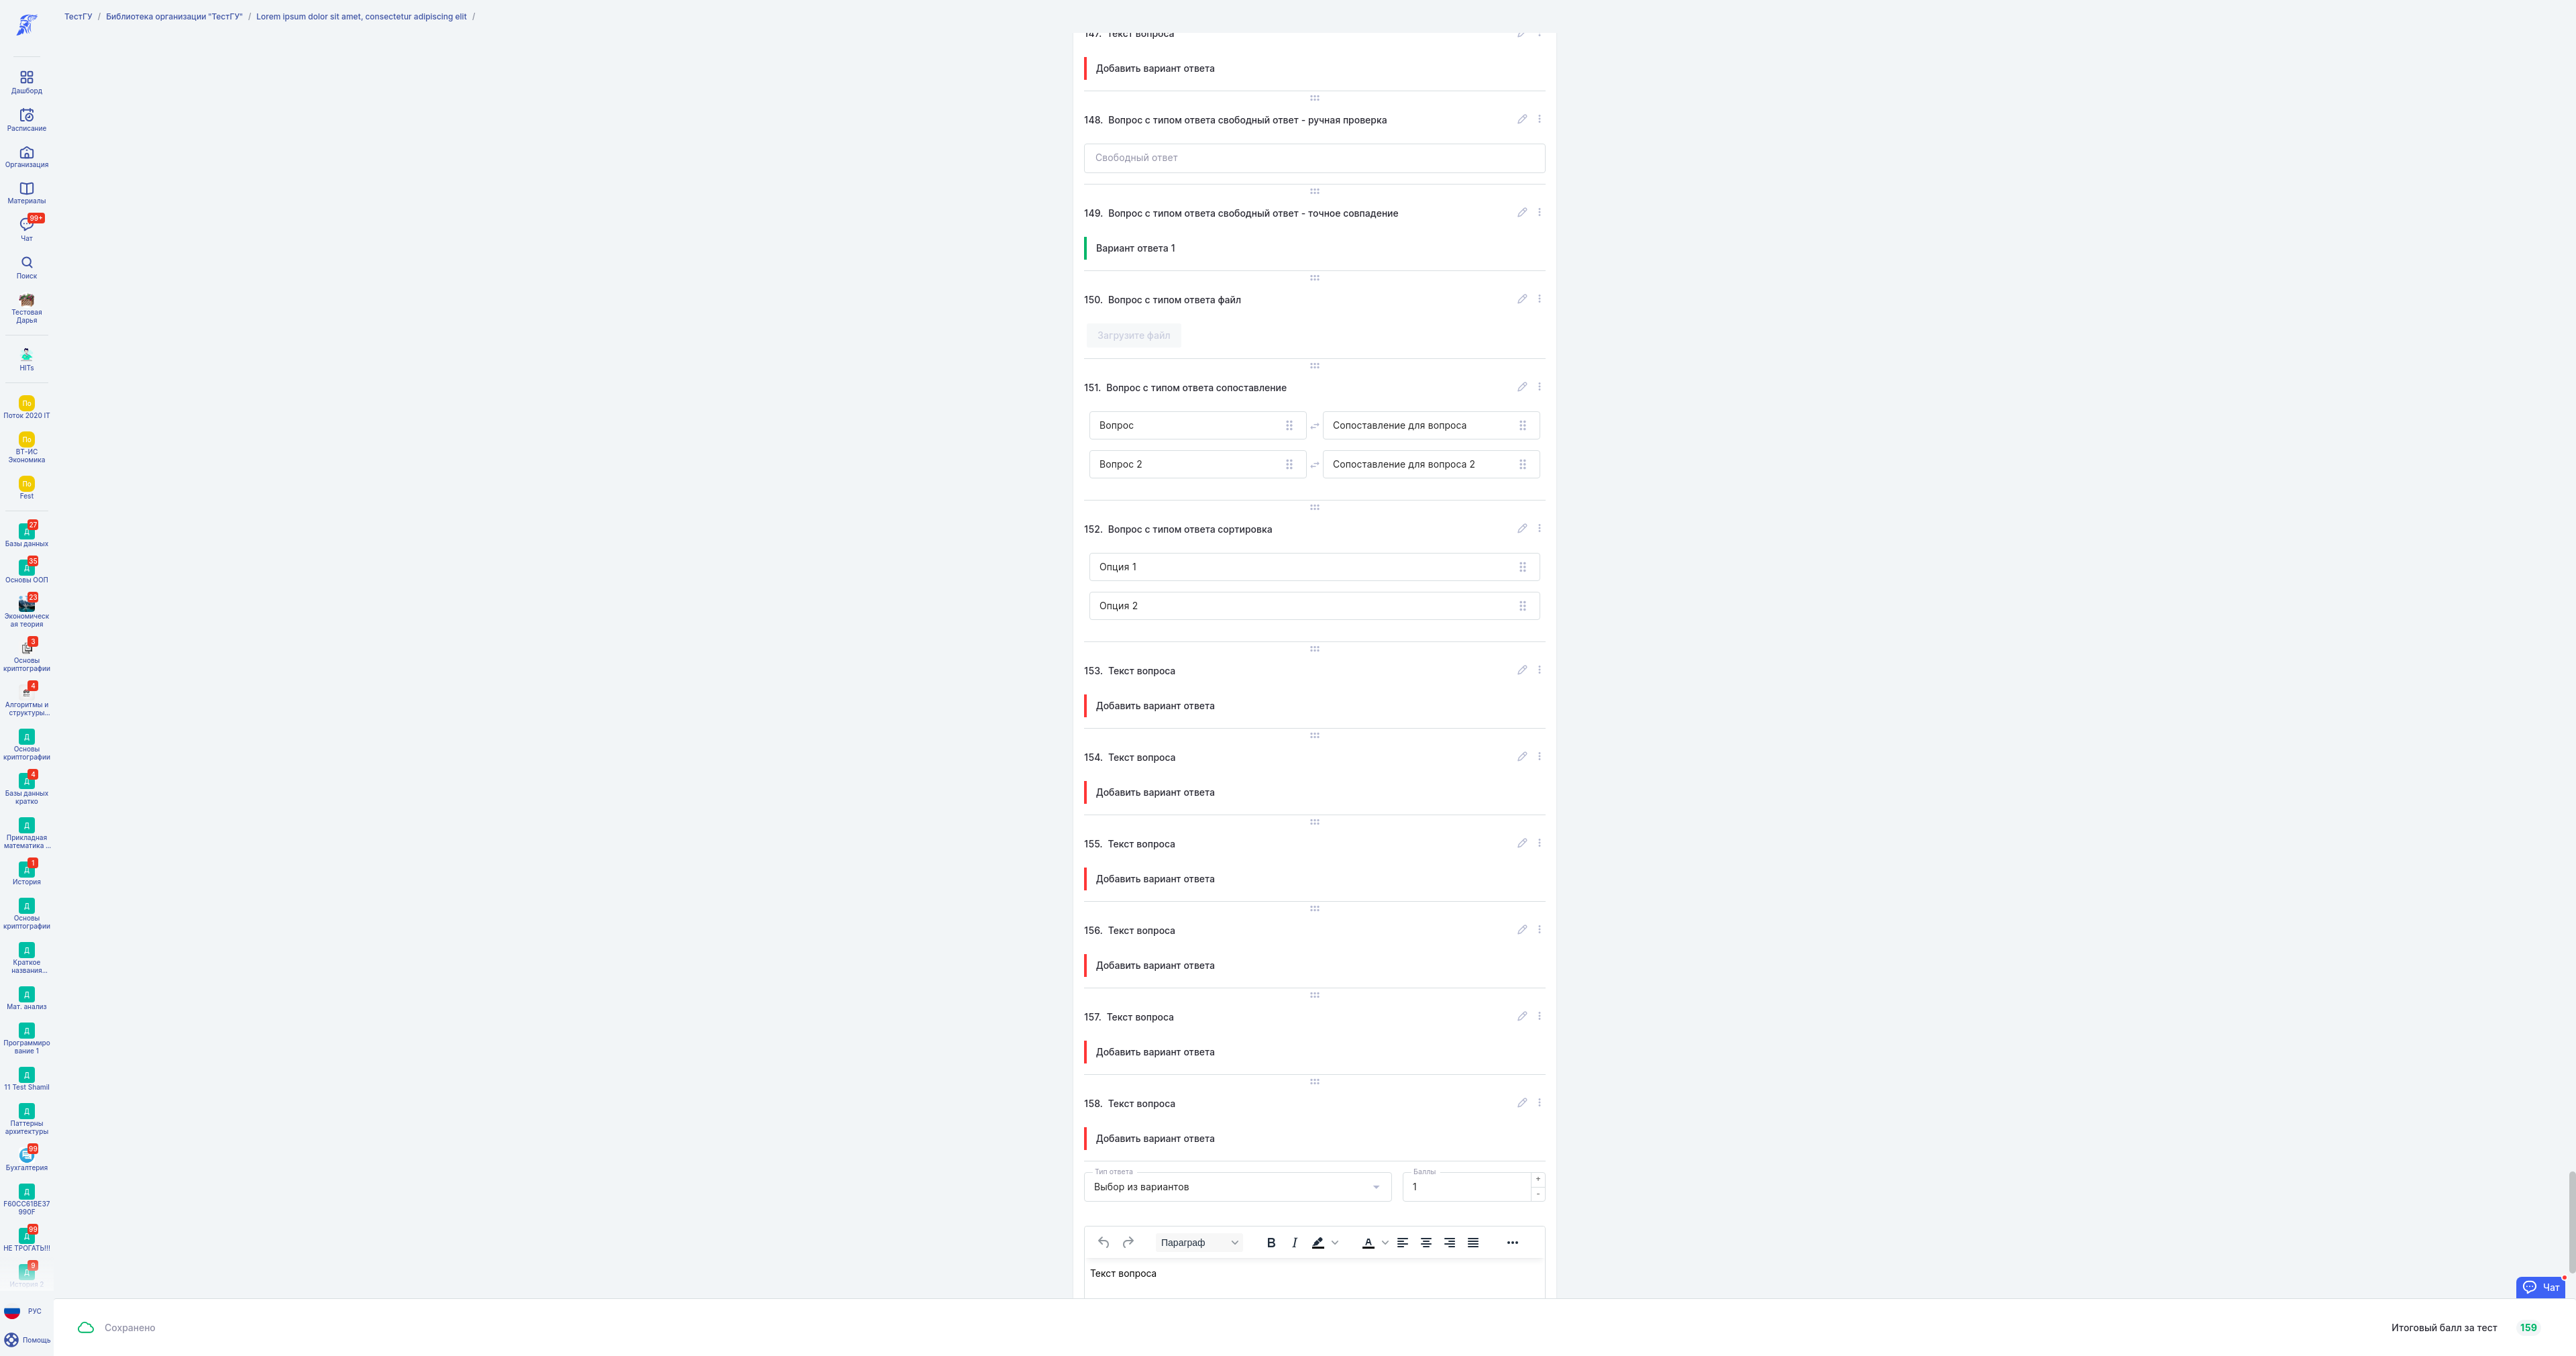 ТестГУ / Библиотека организации "ТестГУ" / Lorem ipsum dolor sit amet, consectetur adipiscing elit /
Дашборд
Расписание
Организация
Материалы
99+
Чат
Поиск
Тестовая
Дарья
HITs
По
Поток 2020 IT
По
ВТ-ИС
Экономика
По
Fest
27
Д
Базы данных
35
Д
Основы ООП
23
Экономическ
ая теория
3
Основы
криптографии
4
Алгоритмы и
структуры...
Д
Основы
криптографии
4
Д
Базы данных
кратко
Д
Прикладная
математика ...
1
Д
История
Д
Основы
криптографии
Д
Краткое
названия...
Д
Мат. анализ
Д
Программиро
вание 1
Д
11 Test Shamil
Д
Паттерны
архитектуры
99
Бухгалтерия
Д
F60CC61BE37
990F
99
Д
НЕ ТРОГАТЬ!!!
9
Д
История 2
РУС
Помощь
147. Текст вопроса
Добавить вариант ответа
148. Вопрос с типом ответа свободный ответ - ручная проверка
Свободный ответ
149. Вопрос с типом ответа свободный ответ - точное совпадение
Вариант ответа 1
150. Вопрос с типом ответа файл
Загрузите файл
151. Вопрос с типом ответа сопоставление
Вопрос Сопоставление для вопроса
Вопрос 2 Сопоставление для вопроса 2
152. Вопрос с типом ответа сортировка
Опция 1
Опция 2
153. Текст вопроса
Добавить вариант ответа
154. Текст вопроса
Добавить вариант ответа
155. Текст вопроса
Добавить вариант ответа
156. Текст вопроса
Добавить вариант ответа
157. Текст вопроса
Добавить вариант ответа
158. Текст вопроса
Добавить вариант ответа
Тип ответа Баллы
Выбор из вариантов 1 + -
Параграф B I A
Текст вопроса
Чат
Сохранено
Итоговый балл за тест 159